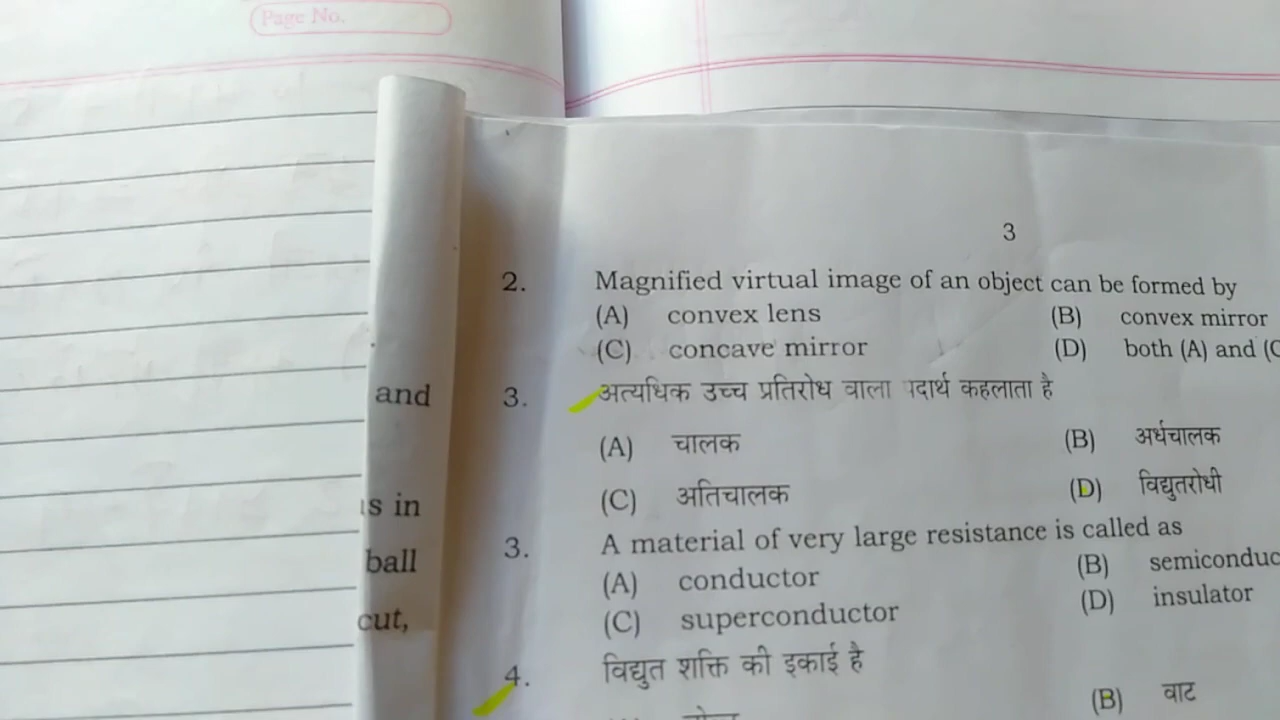 Page No.
3
2. Magnified virtual image of an object can be formed by
(A) convex lens (B) convex mirror
(C) concave mirror (D) both (A) and (C
and
3. अत्यधिक उच्च प्रतिरोध वाला पदार्थ कहलाता है
(A) चालक (B) अर्धचालक
(C) अतिचालक (D) विद्युतरोधी
is in
3. A material of very large resistance is called as
ball
(A) conductor (B) semiconduc
(C) superconductor (D) insulator
cut,
4. विद्युत शक्ति की इकाई है
(B) वाट